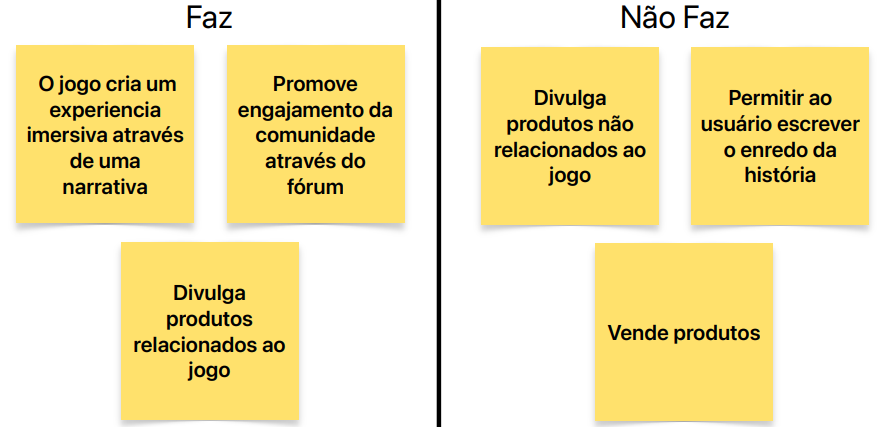 Faz
O jogo cria um
experiencia
imersiva através
de uma
narrativa
Promove
engajamento da
comunidade
através do
fórum
Divulga
produtos
relacionados ao
jogo
Não Faz
Divulga
produtos não
relacionados ao
jogo
Permitir ao
usuário escrever
o enredo da
história
Vende produtos